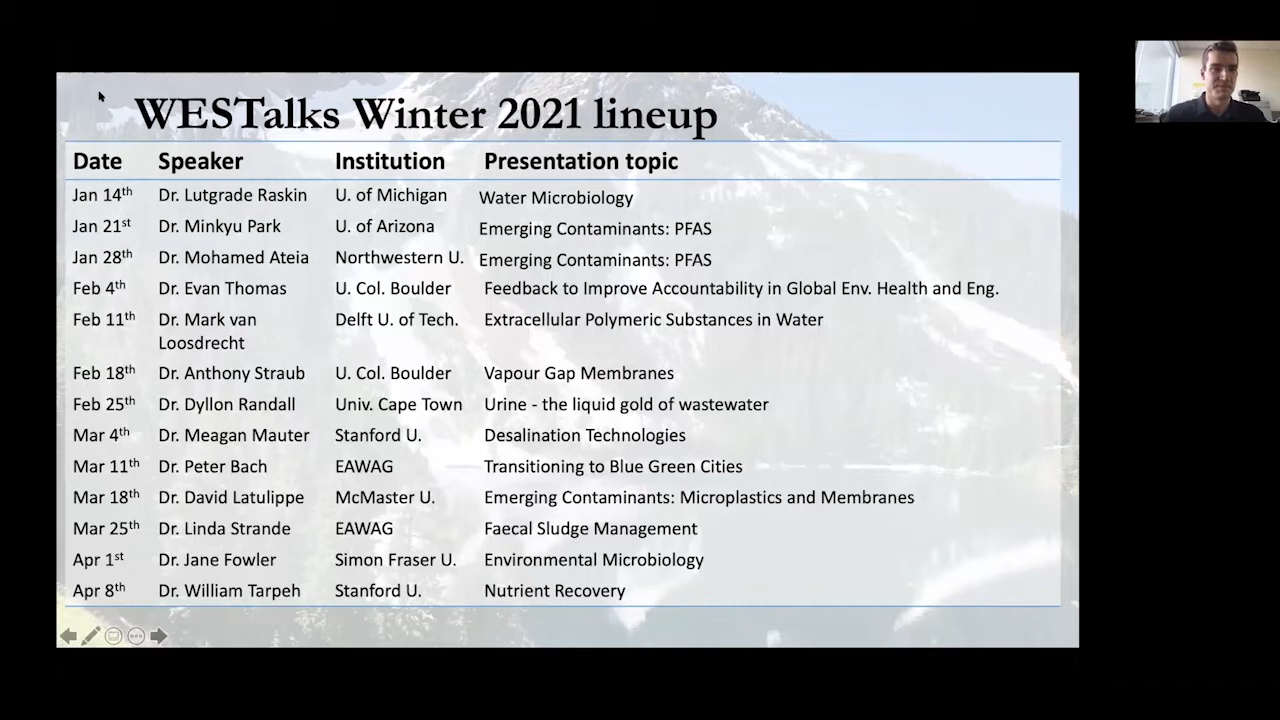 WESTalks Winter 2021 lineup
Date Speaker Institution Presentation topic
Jan 14th Dr. Lutgrade Raskin U. of Michigan Water Microbiology
Jan 21st Dr. Minkyu Park U. of Arizona Emerging Contaminants: PFAS
Jan 28th Dr. Mohamed Ateia Northwestern U. Emerging Contaminants: PFAS
Feb 4th Dr. Evan Thomas U. Col. Boulder Feedback to Improve Accountability in Global Env. Health and Eng.
Feb 11th Dr. Mark van Delft U. of Tech. Extracellular Polymeric Substances in Water
Loosdrecht
Feb 18th Dr. Anthony Straub U. Col. Boulder Vapour Gap Membranes
Feb 25th Dr. Dyllon Randall Univ. Cape Town Urine - the liquid gold of wastewater
Mar 4th Dr. Meagan Mauter Stanford U. Desalination Technologies
Mar 11th Dr. Peter Bach EAWAG Transitioning to Blue Green Cities
Mar 18th Dr. David Latulippe McMaster U. Emerging Contaminants: Microplastics and Membranes
Mar 25th Dr. Linda Strande EAWAG Faecal Sludge Management
Apr 1st Dr. Jane Fowler Simon Fraser U. Environmental Microbiology
Apr 8th Dr. William Tarpeh Stanford U. Nutrient Recovery